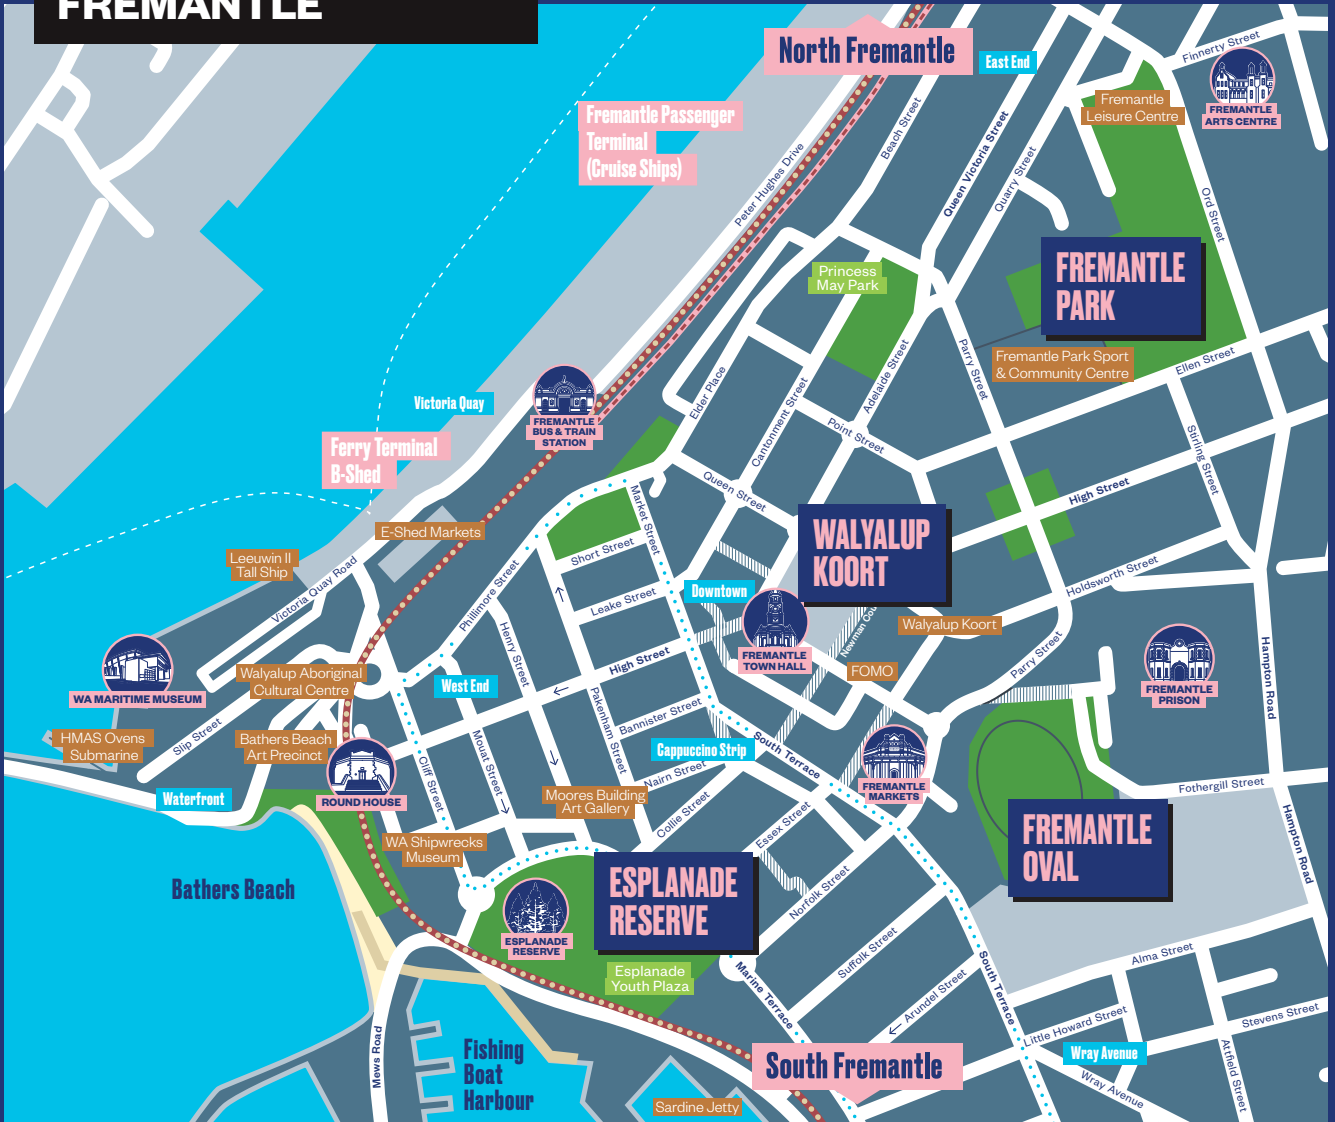 FREMANTLE
North Fremantle
East End
Finnerty Street
FREMANTLE
ARTS CENTRE
Fremantle
Leisure Centre
Fremantle Passenger
Terminal
(Cruise Ships)
Peter Hughes Drive
Beach Street
Queen Victoria Street
Quarry Street
Ord Street
Princess
May Park
FREMANTLE
PARK
Fremantle Park Sport
& Community Centre
Ellen Street
Parry Street
Adelaide Street
Elder Place
Cantonment Street
Point Street
Victoria Quay
FREMANTLE
BUS & TRAIN
STATION
Ferry Terminal
B-Shed
E-Shed Markets
Queen Street
Market Street
High Street
Stirling Street
WALYALUP
KOORT
Leeuwin II
Tall Ship
Victoria Quay Road
Phillimore Street
Short Street
Leake Street
Downtown
Holdsworth Street
Newman Cou
Walyalup Koort
FREMANTLE
TOWN HALL
FOMO
Henry Street
High Street
Parry Street
Hampton Road
FREMANTLE
PRISON
WA MARITIME MUSEUM
Walyalup Aboriginal
Cultural Centre
West End
Pakenham Street
Bannister Street
HMAS Ovens
Submarine
Slip Street
Bathers Beach
Art Precinct
Cappuccino Strip
South Terrace
Mouat Street
Cliff Street
Nairn Street
FREMANTLE
MARKETS
Fothergill Street
Waterfront
ROUND HOUSE
Moores Building
Art Gallery
Collie Street
Essex Street
Hampton Road
FREMANTLE
OVAL
WA Shipwrecks
Museum
Bathers Beach
ESPLANADE
RESERVE
Norfolk Street
ESPLANADE
RESERVE
Suffolk Street
Esplanade
Youth Plaza
Marine Terrace
Arundel Street
South Terrace
Alma Street
Little Howard Street
Stevens Street
Mews Road
Fishing
Boat
Harbour
South Fremantle
Wray Avenue
Wray Avenue
Attfield Street
Sardine Jetty